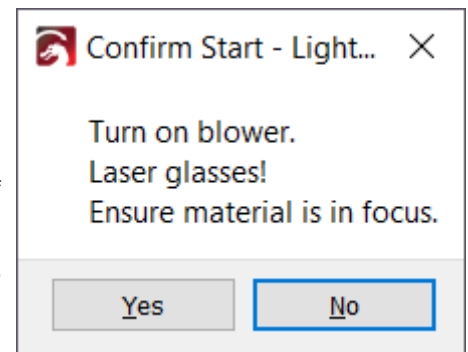 Confirm Start - Light...
Turn on blower.
Laser glasses!
Ensure material is in focus.
Yes
No